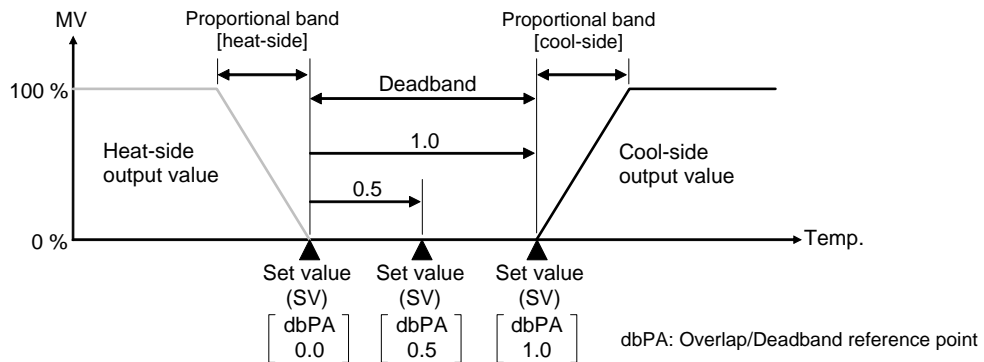 MV
Proportional band
[heat-side]
Proportional band
[cool-side]
100 %
Deadband
1.0
Heat-side
output value
Cool-side
output value
0.5
0 %
Temp.
Set value
(SV)
dbPA
0.0
Set value
(SV)
dbPA
0.5
Set value
(SV)
dbPA
1.0
dbPA: Overlap/Deadband reference point